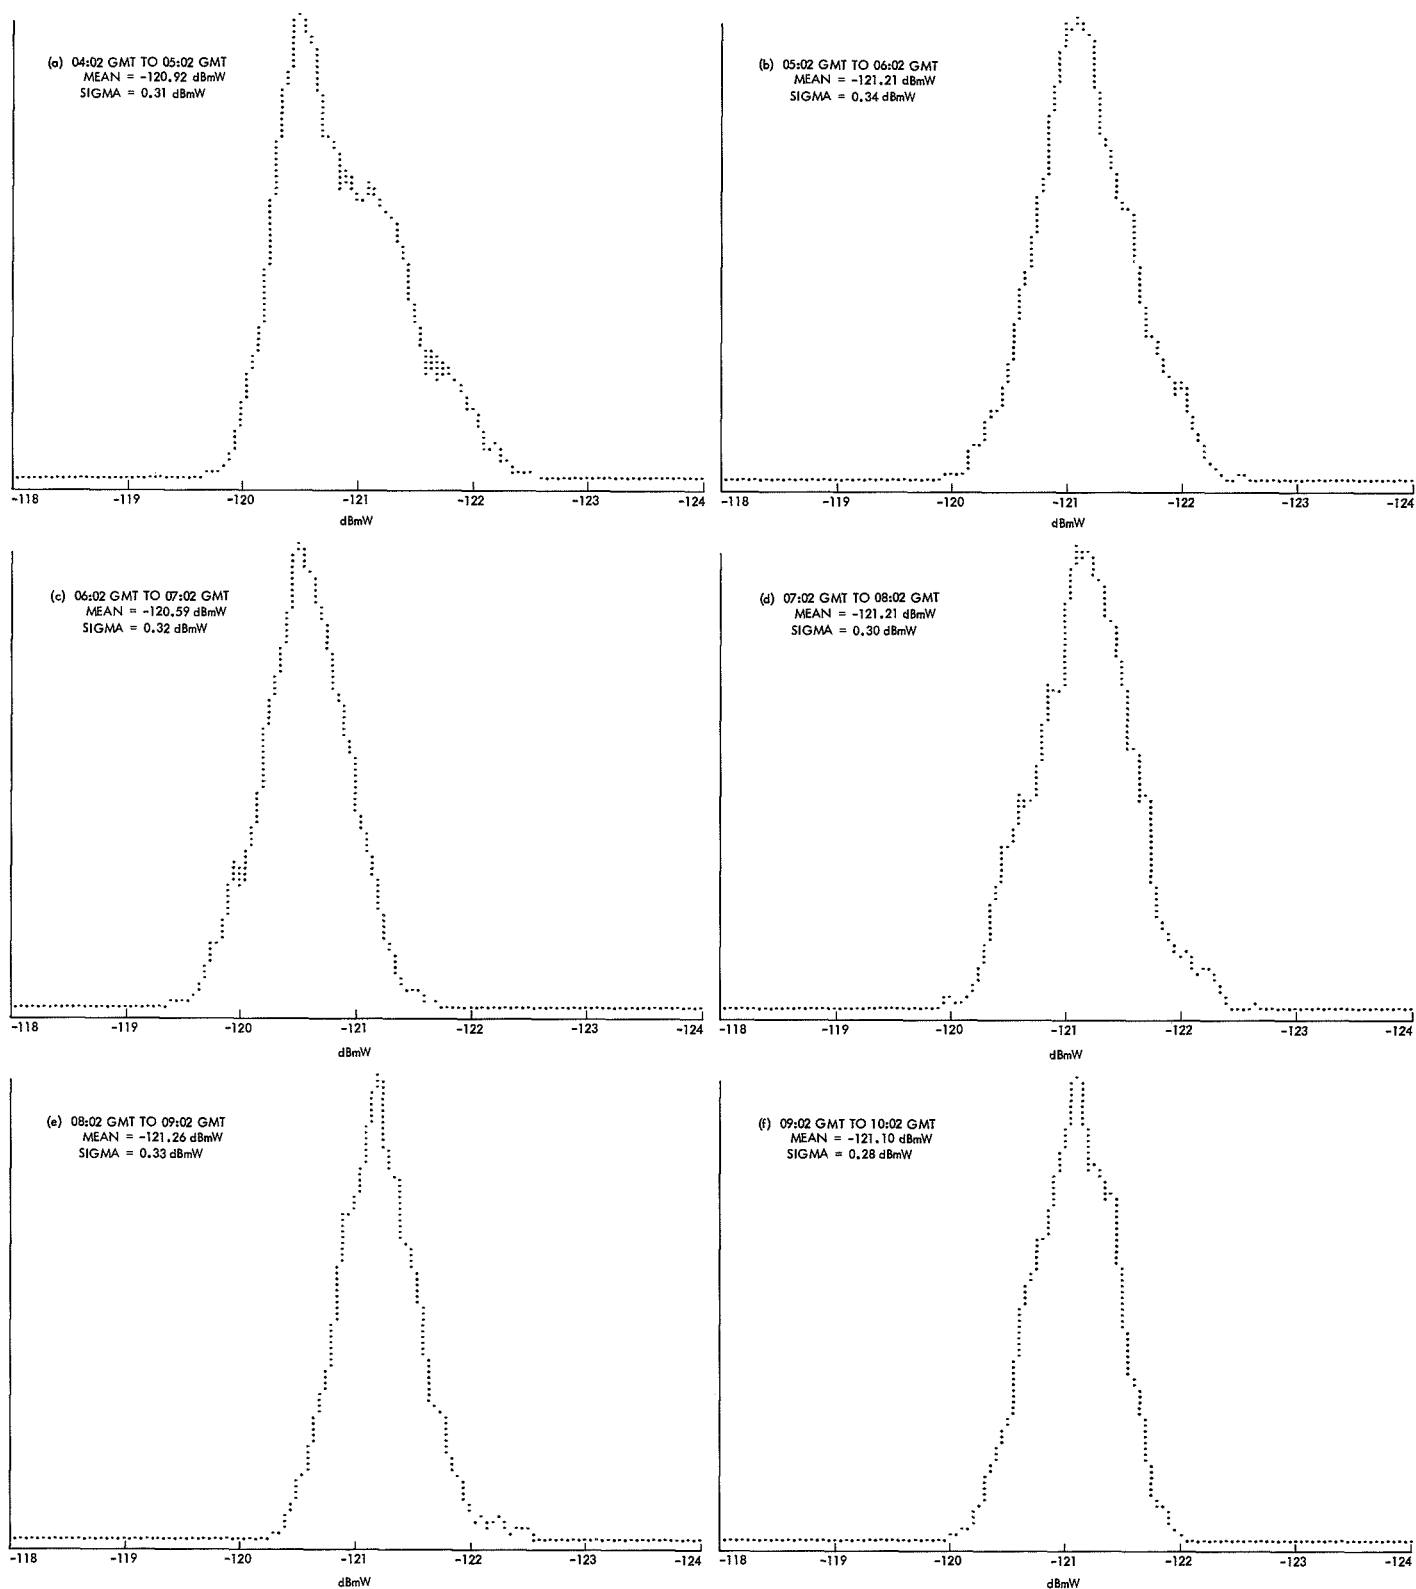 (a) 04:02 GMT TO 05:02 GMT
MEAN = -120.92 dBmW
SIGMA = 0.31 dBmW
-118 -119 -120 -121 -122 -123 -124
dBmW
(b) 05:02 GMT TO 06:02 GMT
MEAN = -121.21 dBmW
SIGMA = 0.34 dBmW
-118 -119 -120 -121 -122 -123 -124
dBmW
(c) 06:02 GMT TO 07:02 GMT
MEAN = -120.59 dBmW
SIGMA = 0.32 dBmW
-118 -119 -120 -121 -122 -123 -124
dBmW
(d) 07:02 GMT TO 08:02 GMT
MEAN = -121.21 dBmW
SIGMA = 0.30 dBmW
-118 -119 -120 -121 -122 -123 -124
dBmW
(e) 08:02 GMT TO 09:02 GMT
MEAN = -121.26 dBmW
SIGMA = 0.33 dBmW
-118 -119 -120 -121 -122 -123 -124
dBmW
(f) 09:02 GMT TO 10:02 GMT
MEAN = -121.10 dBmW
SIGMA = 0.28 dBmW
-118 -119 -120 -121 -122 -123 -124
dBmW